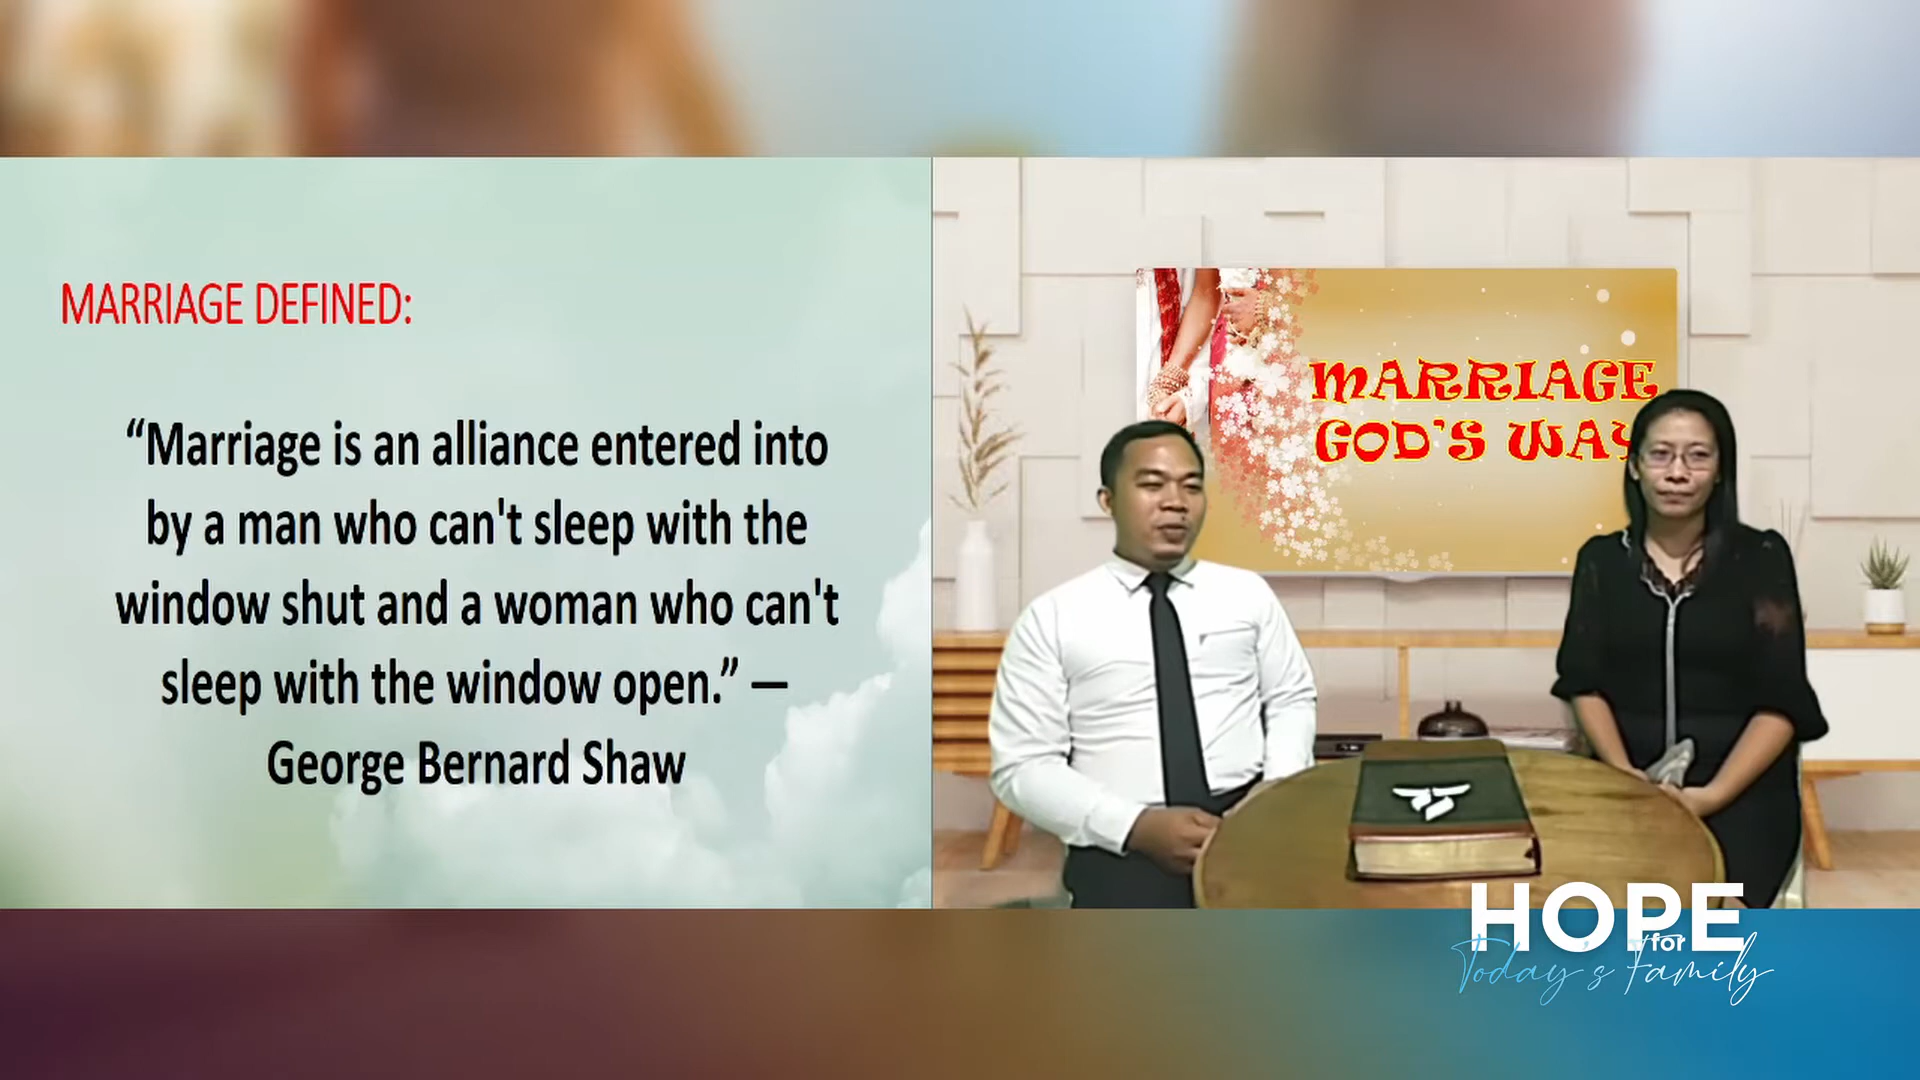 MARRIAGE DEFINED:
“Marriage is an alliance entered into
by a man who can't sleep with the
window shut and a woman who can't
sleep with the window open.” —
George Bernard Shaw
MARRIAGE
GOD'S WAY
HOPE
for
Today's Family